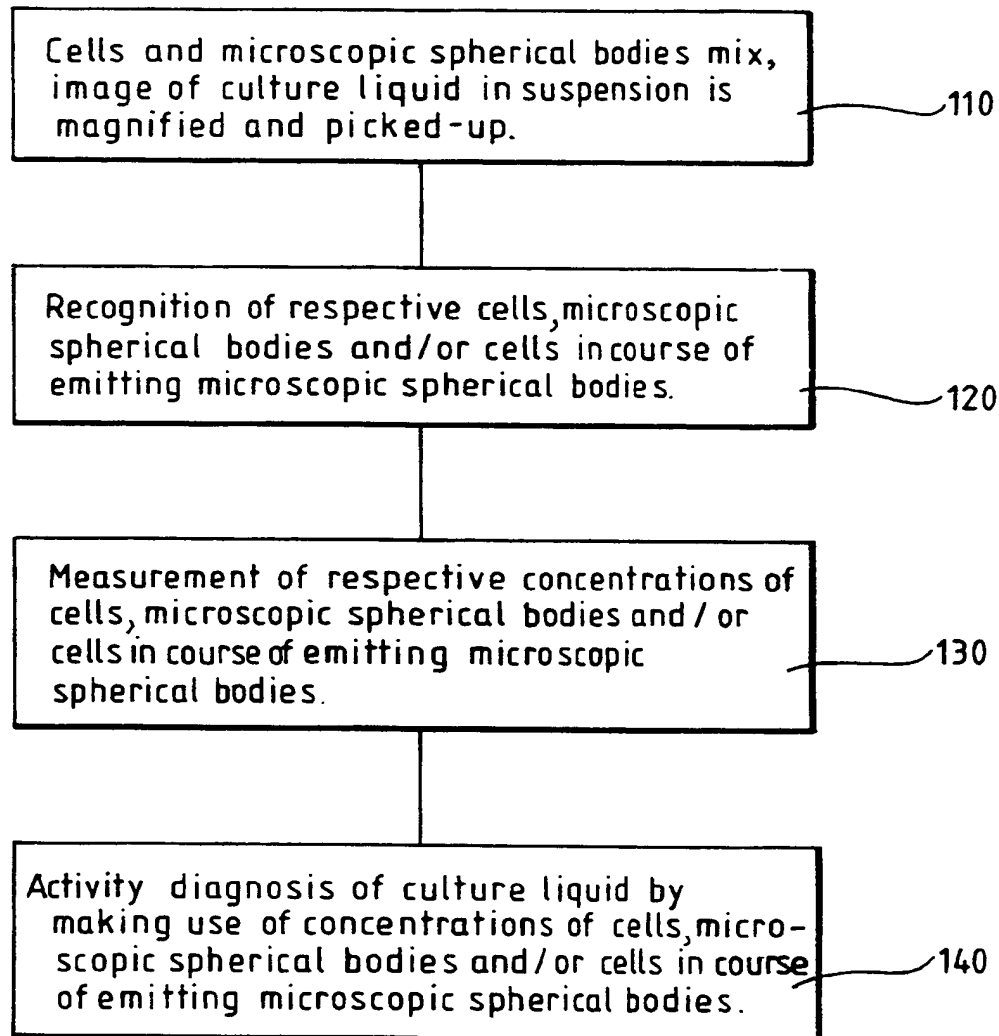 Cells and microscopic spherical bodies mix,
image of culture liquid in suspension is
magnified and picked-up.
110
Recognition of respective cells, microscopic
spherical bodies and/or cells in course of
emitting microscopic spherical bodies.
120
Measurement of respective concentrations of
cells, microscopic spherical bodies and / or
cells in course of emitting microscopic
spherical bodies.
130
Activity diagnosis of culture liquid by
making use of concentrations of cells, micro-
scopic spherical bodies and/or cells in course
of emitting microscopic spherical bodies.
140